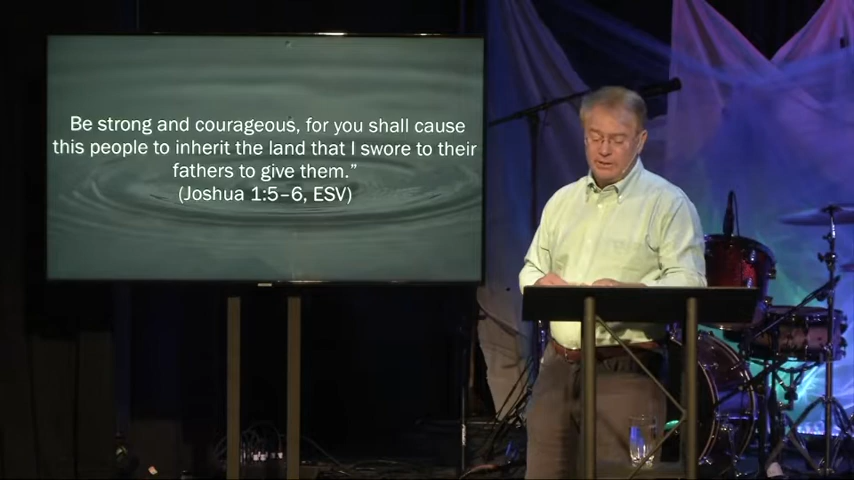 Be strong and courageous, for you shall cause
this people to inherit the land that I swore to their
fathers to give them.”
(Joshua 1:5–6, ESV)